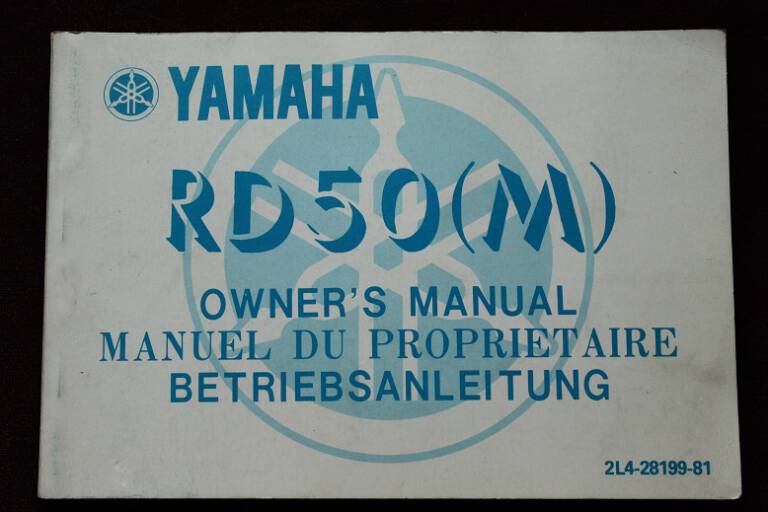 YAMAHA
RD50(M)
OWNER'S MANUAL
MANUEL DU PROPRIETAIRE
BETRIEBSANLEITUNG
2L4-28199-81